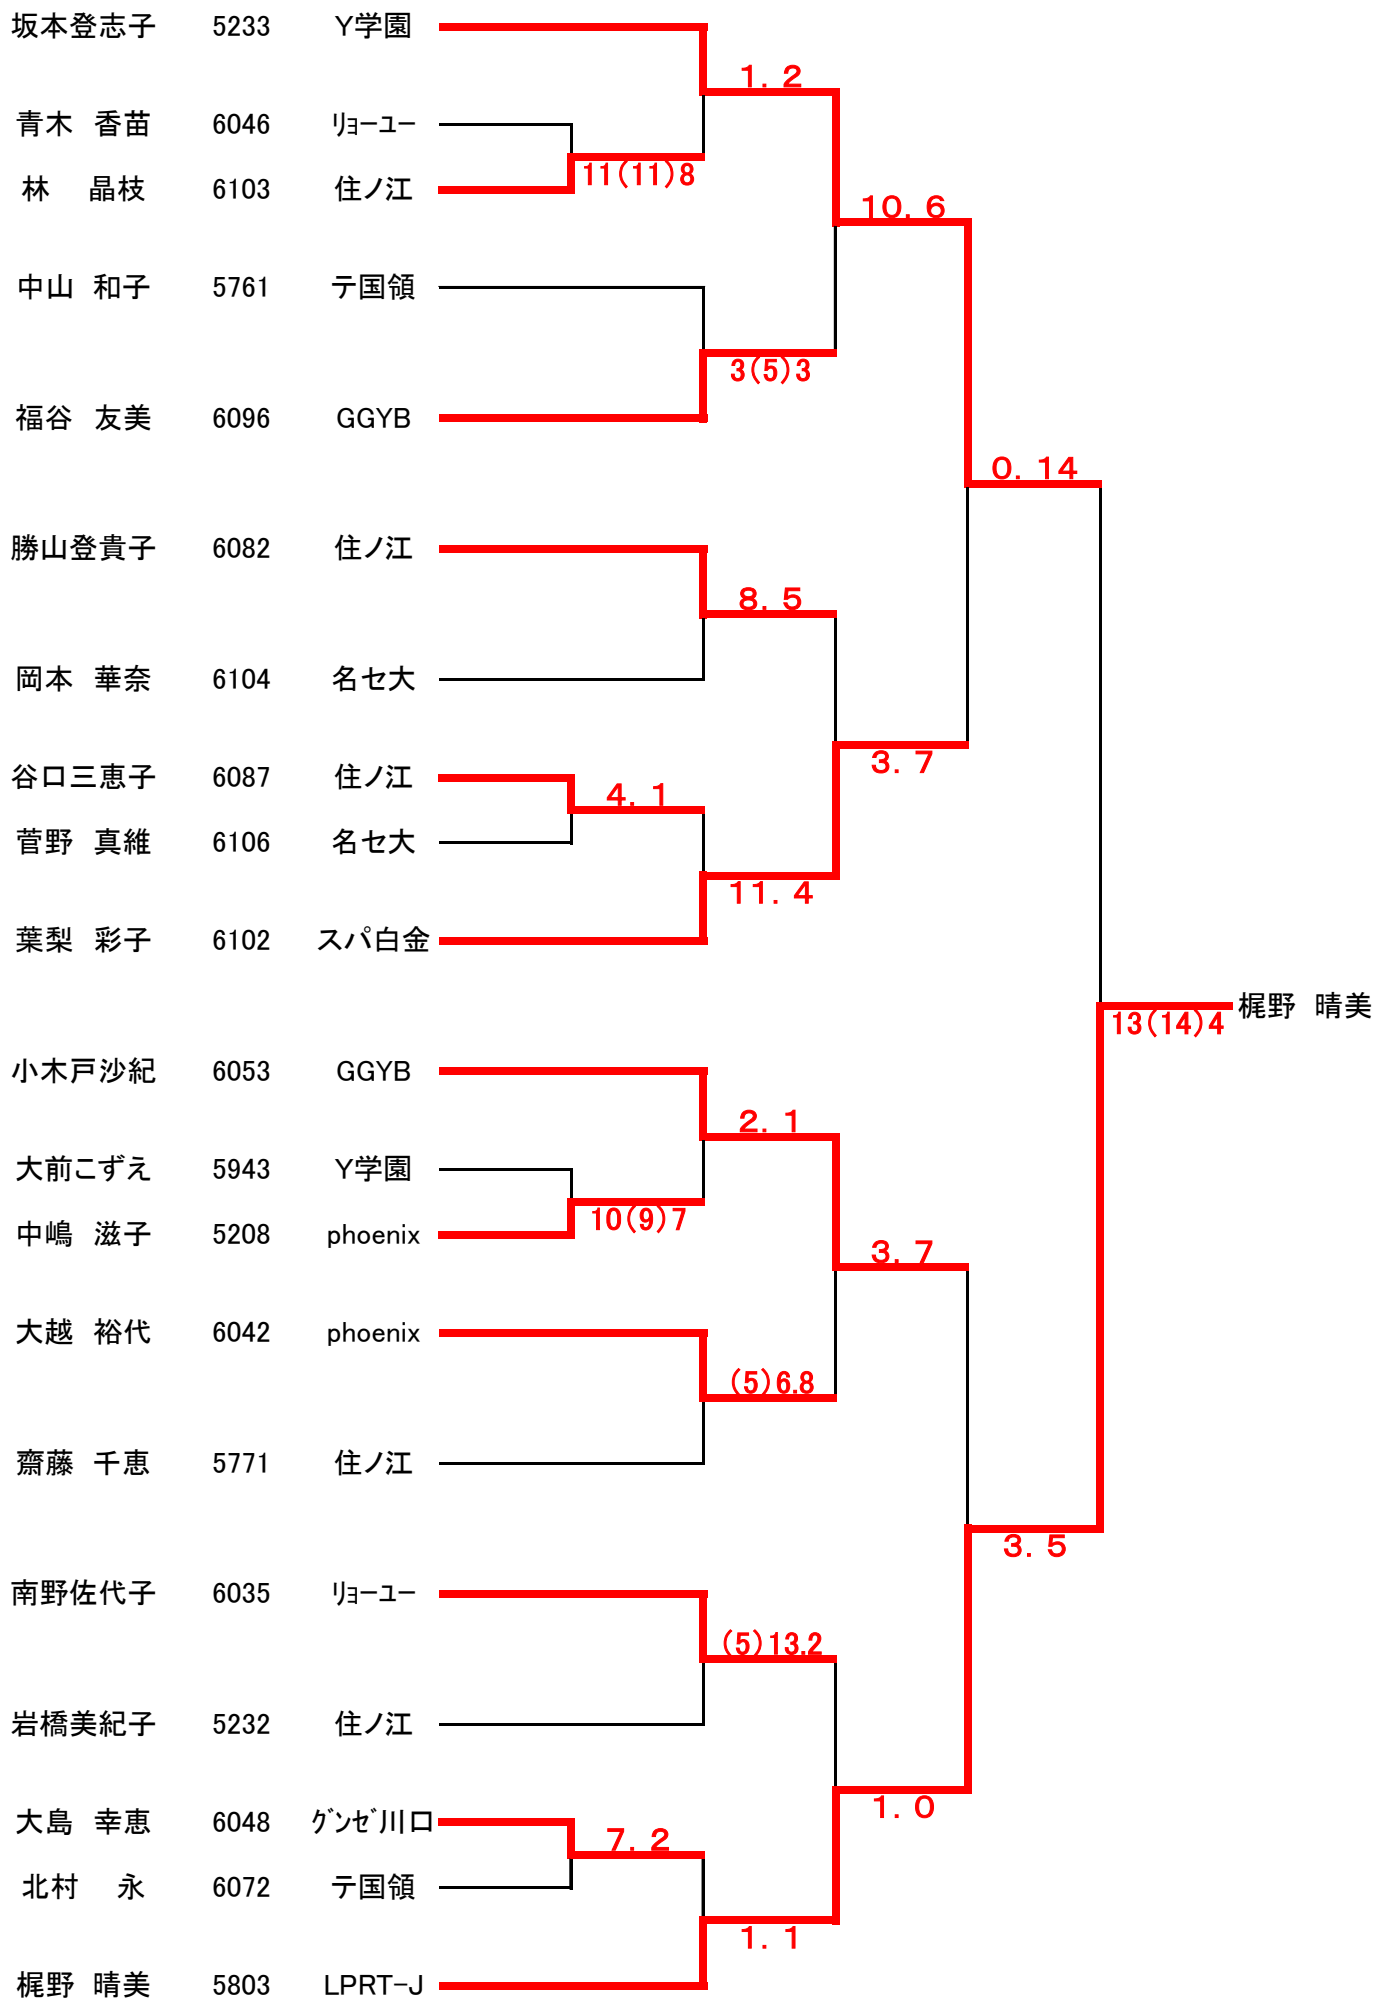 坂本登志子 5233 Y学園
1. 2
青木 香苗 6046 ﾘｮｰﾕｰ
11(11)8
林 晶枝 6103 住ノ江
10. 6
中山 和子 5761 テ国領
3(5)3
福谷 友美 6096 GGYB
0. 14
勝山登貴子 6082 住ノ江
8. 5
岡本 華奈 6104 名セ大
3. 7
谷口三恵子 6087 住ノ江
4. 1
菅野 真維 6106 名セ大
11. 4
葉梨 彩子 6102 スパ白金
梶野 晴美
13(14)4
小木戸沙紀 6053 GGYB
2. 1
大前こずえ 5943 Y学園
10(9)7
中嶋 滋子 5208 phoenix
3. 7
大越 裕代 6042 phoenix
(5)6.8
齋藤 千恵 5771 住ノ江
3. 5
南野佐代子 6035 ﾘｮｰﾕｰ
(5)13.2
岩橋美紀子 5232 住ノ江
1. 0
大島 幸恵 6048 ｸﾞﾝｾﾞ川口
7. 2
北村 永 6072 テ国領
1. 1
梶野 晴美 5803 LPRT-J